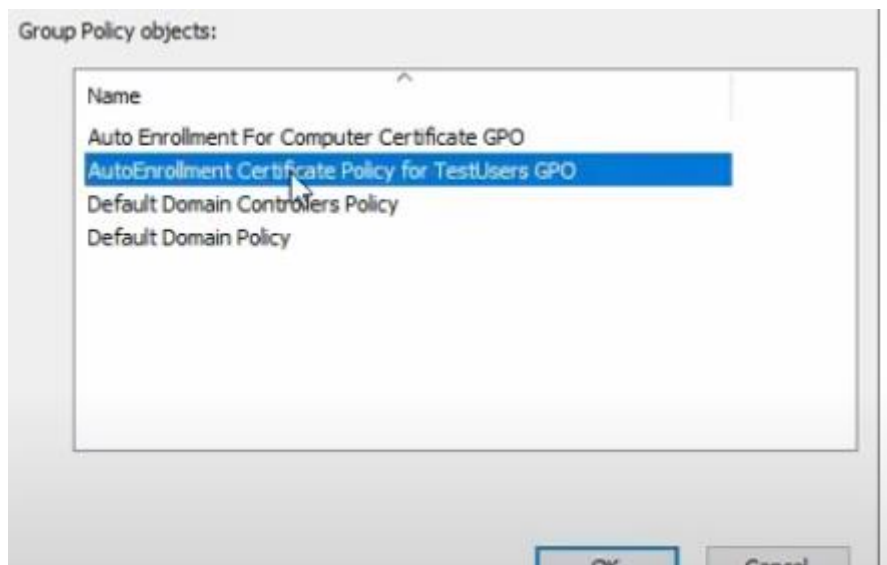 Group Policy objects:
Name
Auto Enrollment For Computer Certificate GPO
AutoEnrollment Certificate Policy for TestUsers GPO
Default Domain Controllers Policy
Default Domain Policy